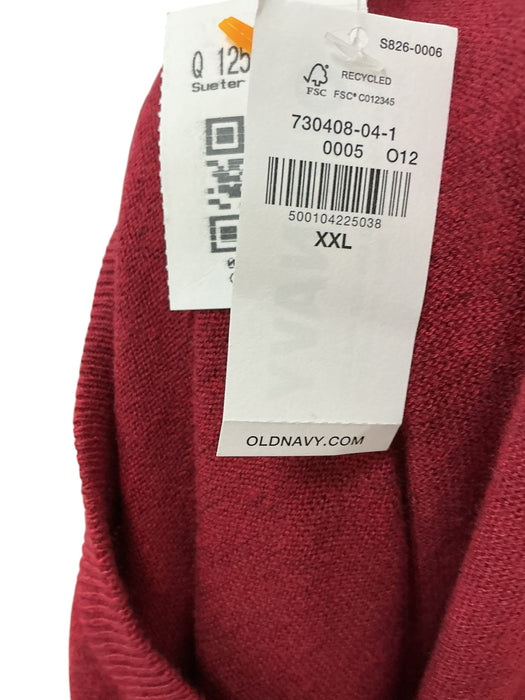 Q 125
Sueter
S826-0006
RECYCLED
FSC FSC® C012345
730408-04-1
0005 O12
500104225038
XXL
OLDNAVY.COM